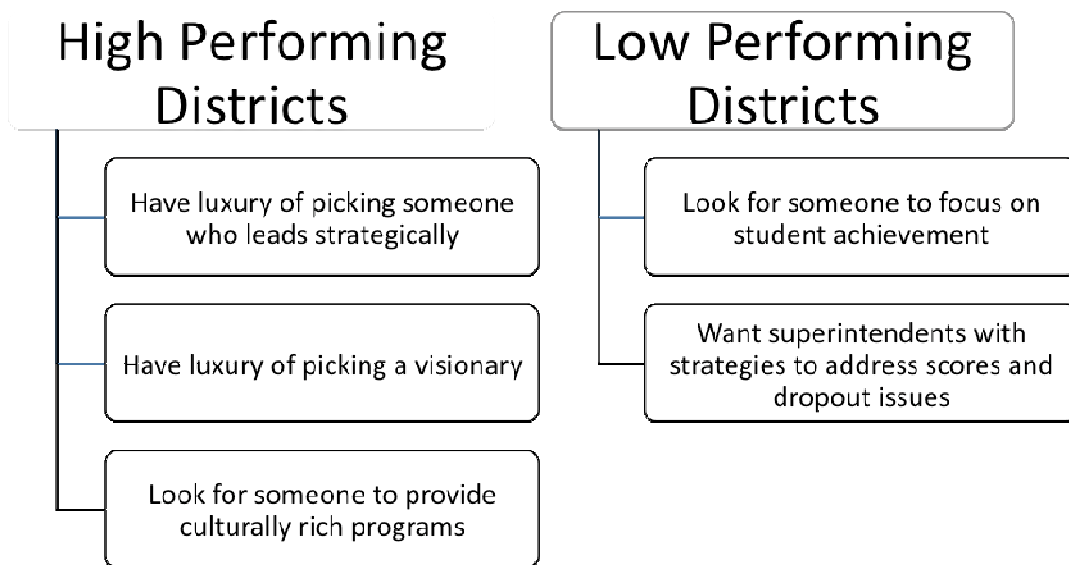 High Performing
Districts
Have luxury of picking someone
who leads strategically
Have luxury of picking a visionary
Look for someone to provide
culturally rich programs
Low Performing
Districts
Look for someone to focus on
student achievement
Want superintendents with
strategies to address scores and
dropout issues